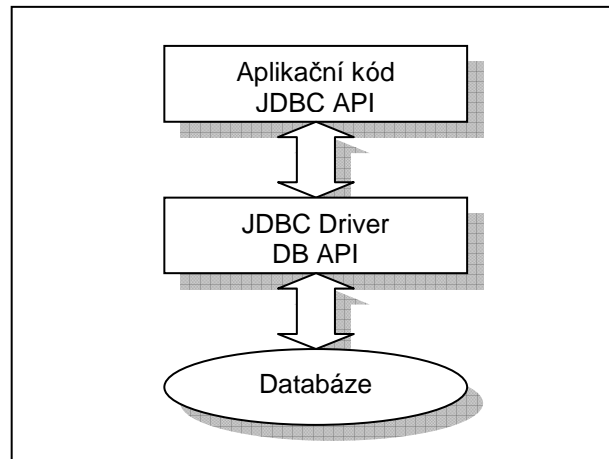 Aplikační kód
JDBC API
JDBC Driver
DB API
Databáze